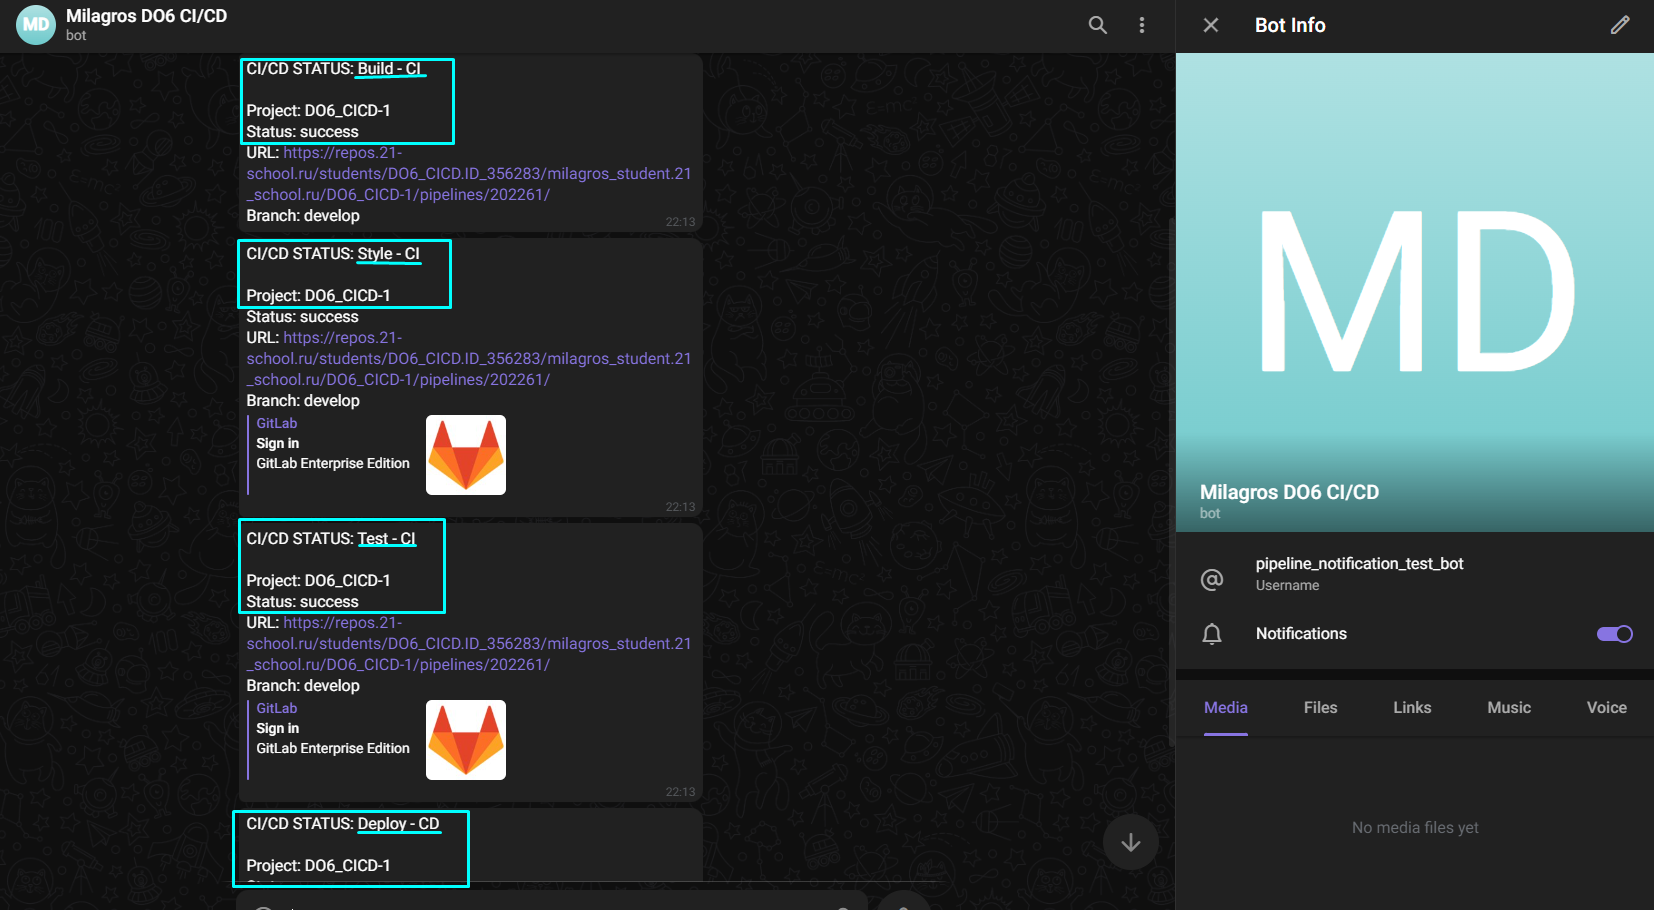 MD
Milagros DO6 CI/CD
bot
CI/CD STATUS: Build - CI
Project: DO6_CICD-1
Status: success
URL: https://repos.21-
school.ru/students/DO6_CICD.ID_356283/milagros_student.21
_school.ru/DO6_CICD-1/pipelines/202261/
Branch: develop
22:13
CI/CD STATUS: Style - CI
Project: DO6_CICD-1
Status: success
URL: https://repos.21-
school.ru/students/DO6_CICD.ID_356283/milagros_student.21
_school.ru/DO6_CICD-1/pipelines/202261/
Branch: develop
GitLab
Sign in
GitLab Enterprise Edition
22:13
CI/CD STATUS: Test - CI
Project: DO6_CICD-1
Status: success
URL: https://repos.21-
school.ru/students/DO6_CICD.ID_356283/milagros_student.21
_school.ru/DO6_CICD-1/pipelines/202261/
Branch: develop
GitLab
Sign in
GitLab Enterprise Edition
22:13
CI/CD STATUS: Deploy - CD
Project: DO6_CICD-1
Bot Info
MD
Milagros DO6 CI/CD
bot
pipeline_notification_test_bot
Username
Notifications
Media
Files
Links
Music
Voice
No media files yet